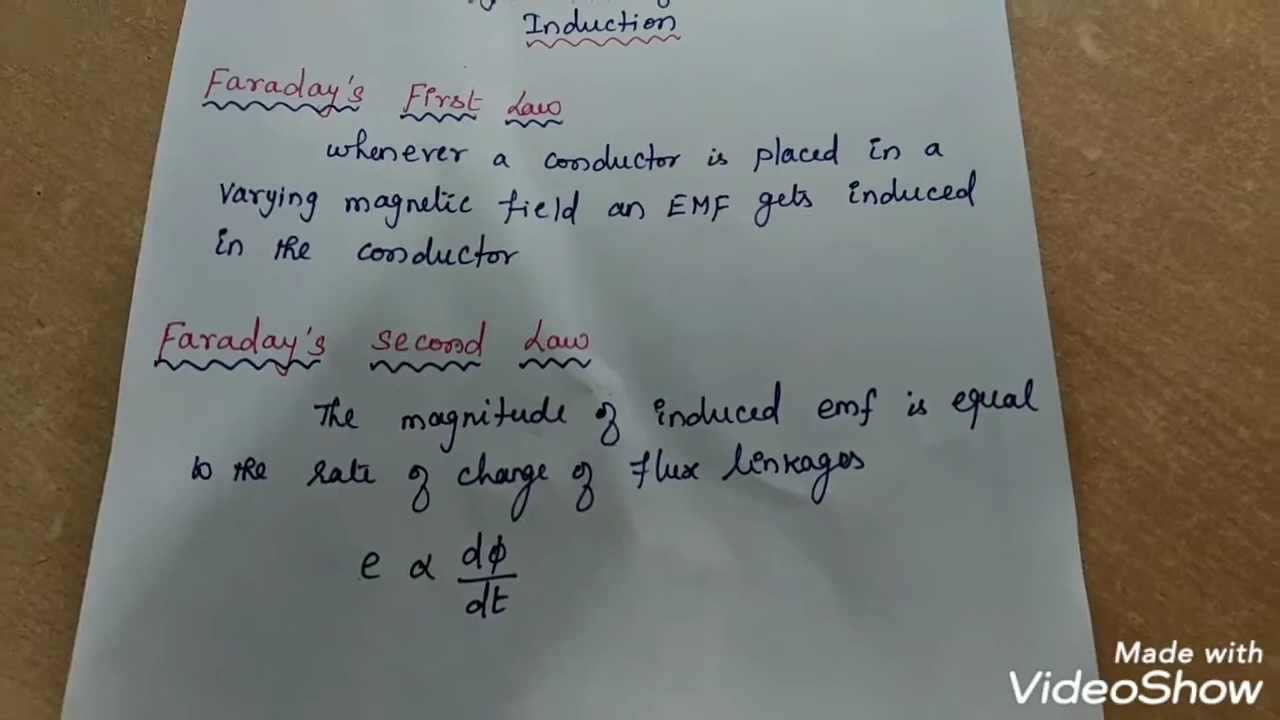 Induction
Faraday's First Law
whenever a conductor is placed in a
varying magnetic field an EMF gets induced
in the conductor
Faraday's second Law
The magnitude of induced emf is equal
to the rate of change of flux linkages
e ∝ dϕ/dt
Made with
VideoShow